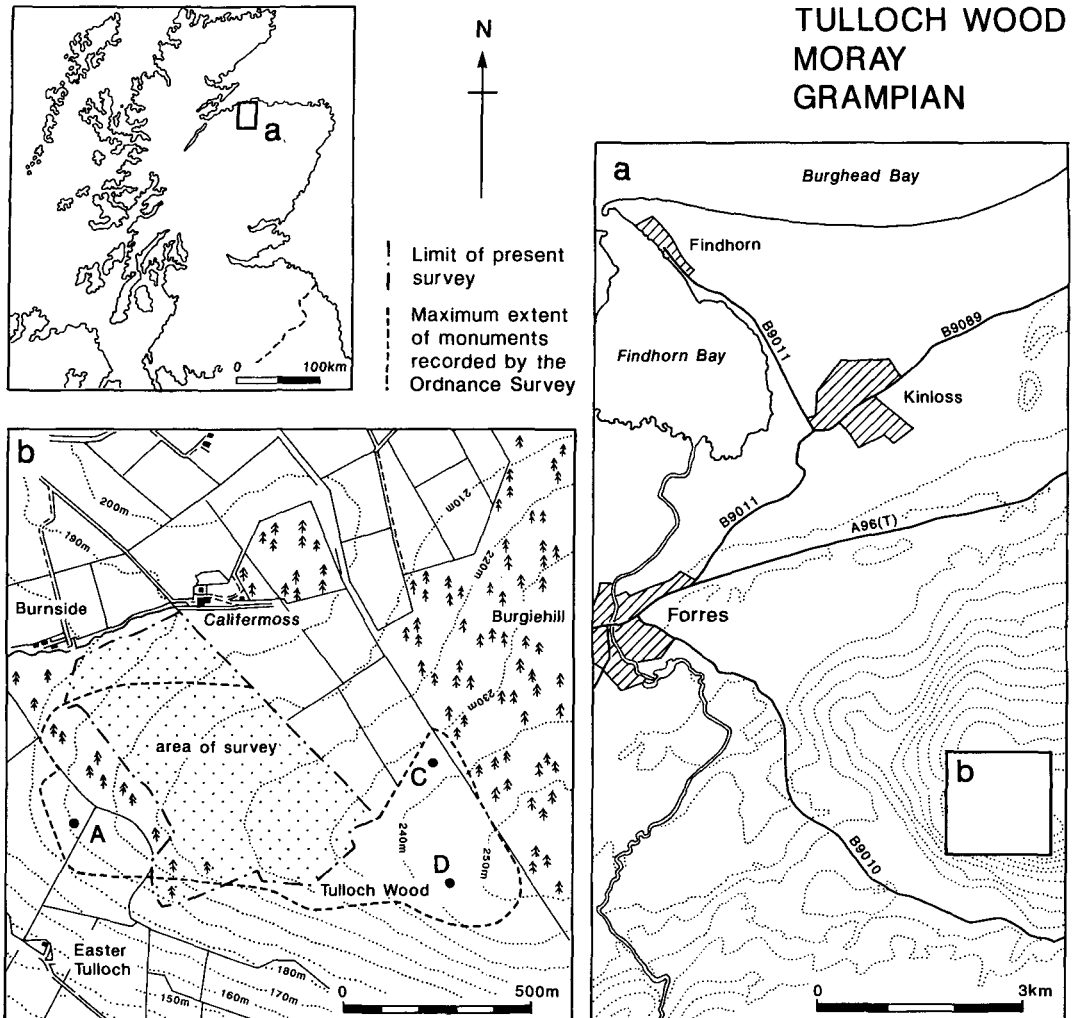 TULLOCH WOOD
MORAY
GRAMPIAN
N
a
0 100km
Limit of present
survey
Maximum extent
of monuments
recorded by the
Ordnance Survey
a
Burghead Bay
Findhorn
B9011
B9089
Findhorn Bay
Kinloss
B9011
A96(T)
Forres
b
B9010
0 3km
b
200m
210m
190m
220m
Burnside
Califermoss
Burgiehill
230m
area of survey
C
A
240m
250m
D
Tulloch Wood
Easter
Tulloch
180m
170m
160m
150m
0 500m